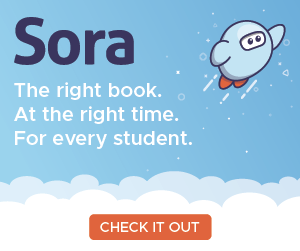 Sora
The right book.
At the right time.
For every student.
CHECK IT OUT